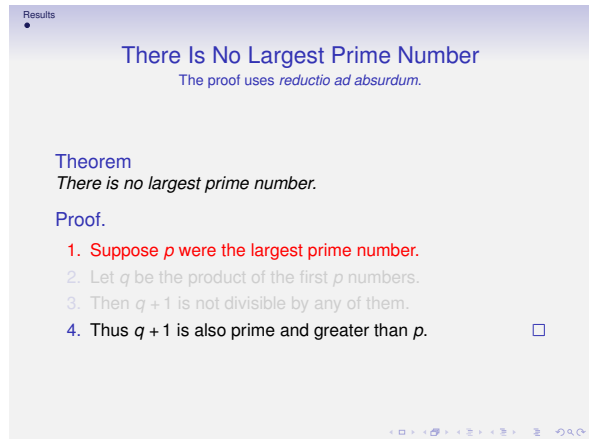 Results
There Is No Largest Prime Number
The proof uses reductio ad absurdum.
Theorem
There is no largest prime number.
Proof.
1. Suppose p were the largest prime number.
2. Let q be the product of the first p numbers.
3. Then q + 1 is not divisible by any of them.
4. Thus q + 1 is also prime and greater than p.